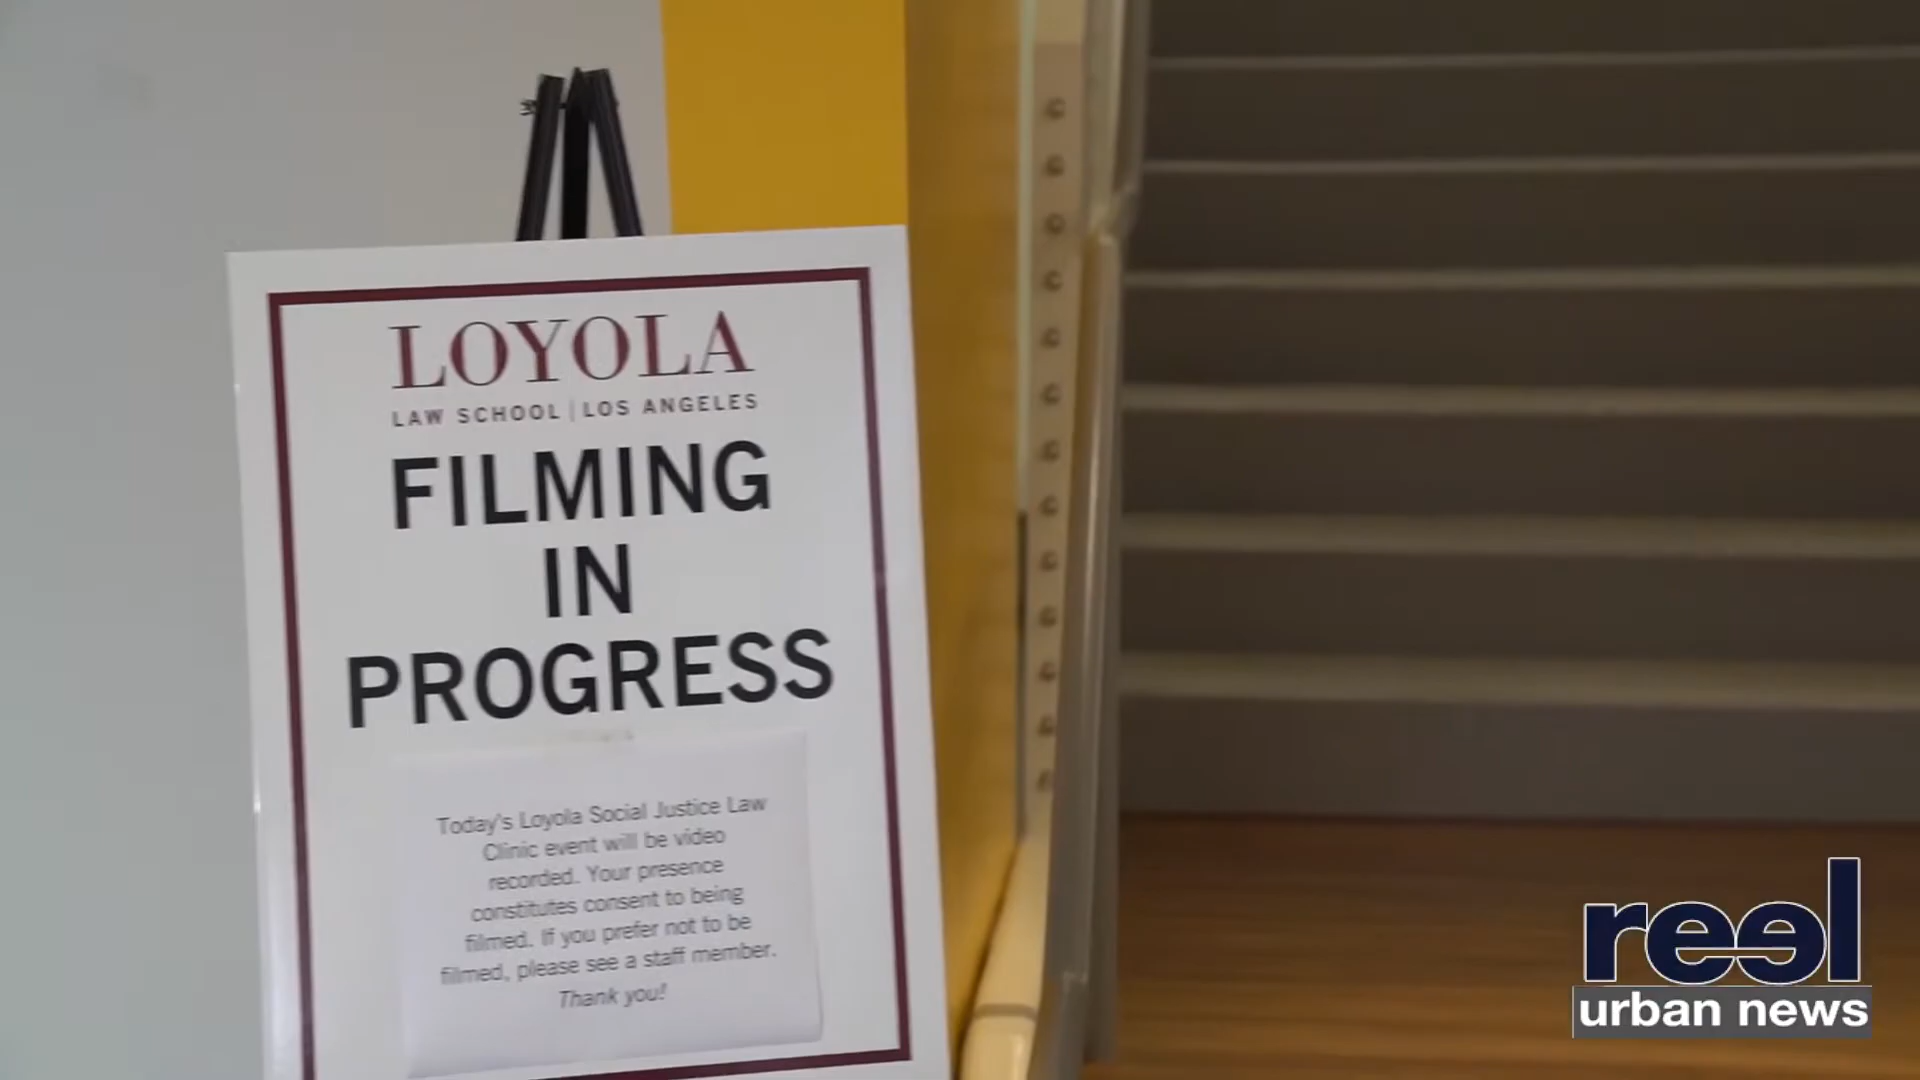 LOYOLA
LAW SCHOOL | LOS ANGELES
FILMING
IN
PROGRESS
Today's Loyola Social Justice Law
Clinic event will be video
recorded. Your presence
constitutes consent to being
filmed. If you prefer not to be
filmed, please see a staff member.
Thank you!
reel
urban news